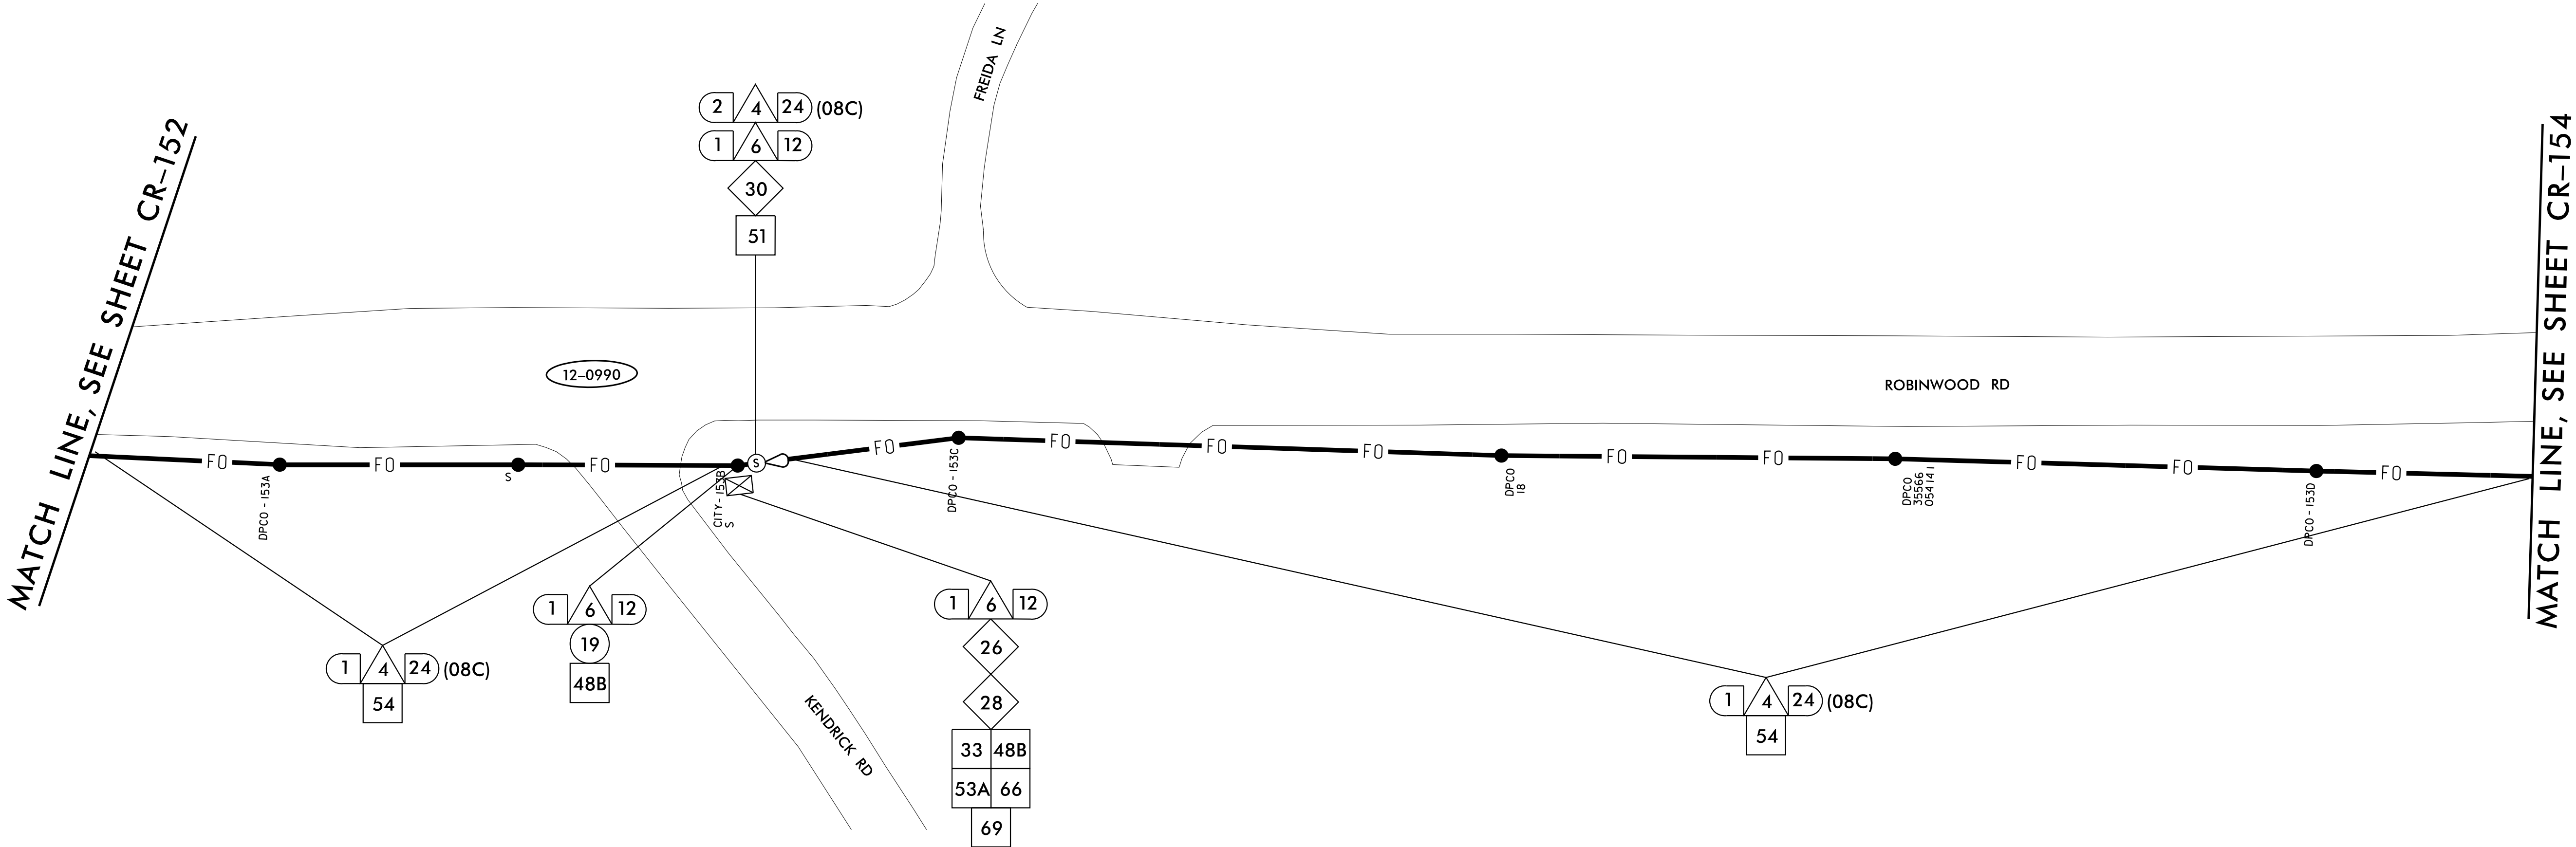 FREIDA LN
2 4 24 (08C)
1 6 12
30
51
MATCH LINE, SEE SHEET CR-152
MATCH LINE, SEE SHEET CR-154
12-0990
ROBINWOOD RD
FO FO FO S FO FO FO FO FO FO FO FO FO
DPCO - 153A
S
CITY - 153B
S
DPCO - 153C
DPCO
18
DPCO
35566
054141
DPCO - 153D
1 4 24 (08C)
54
1 6 12
19
48B
KENDRICK RD
1 6 12
26
28
33 48B
53A 66
69
1 4 24 (08C)
54